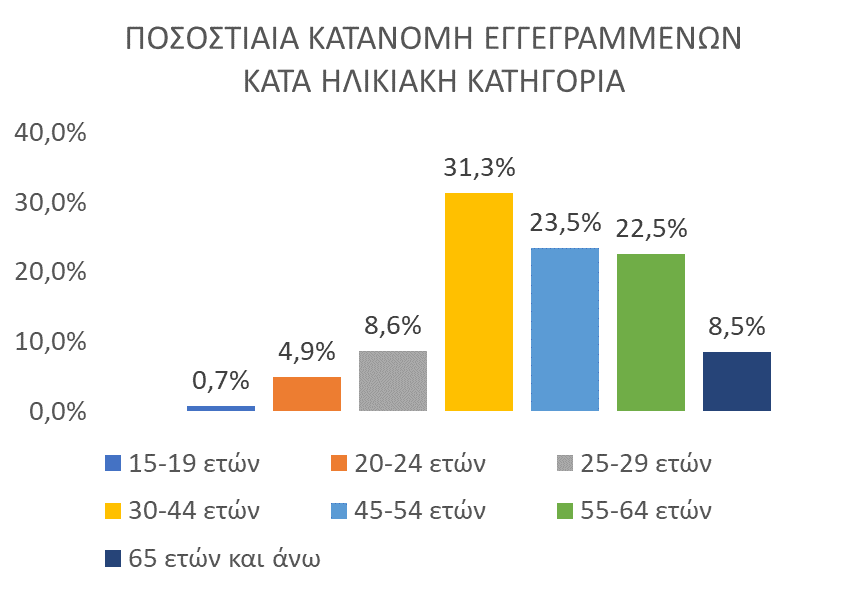 ΠΟΣΟΣΤΙΑΙΑ ΚΑΤΑΝΟΜΗ ΕΓΓΕΓΡΑΜΜΕΝΩΝ
ΚΑΤΑ ΗΛΙΚΙΑΚΗ ΚΑΤΗΓΟΡΙΑ
40,0%
30,0%
20,0%
10,0%
0,0%
0,7%
4,9%
8,6%
31,3%
23,5%
22,5%
8,5%
15-19 ετών
20-24 ετών
25-29 ετών
30-44 ετών
45-54 ετών
55-64 ετών
65 ετών και άνω